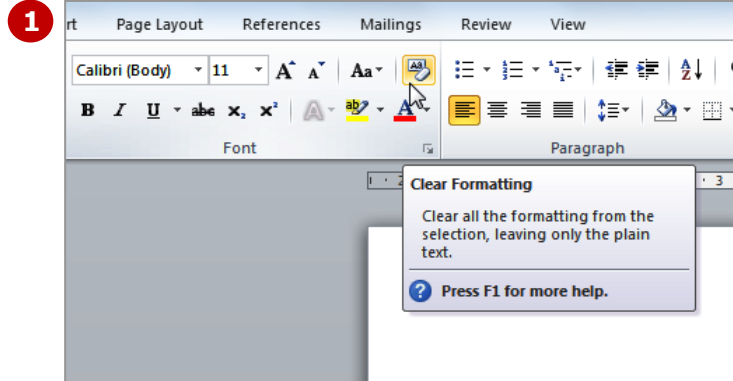 1
rt Page Layout References Mailings Review View
Calibri (Body) 11 A A Aa
B I U abc x₂ x² A ab A
Font Paragraph
3
Clear Formatting
Clear all the formatting from the
selection, leaving only the plain
text.
Press F1 for more help.